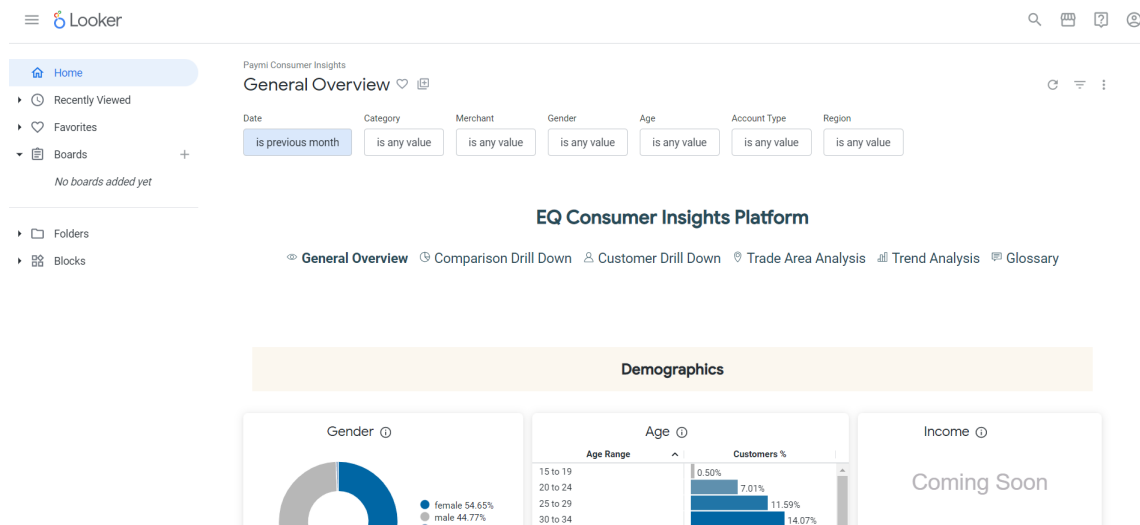 Looker
Home
Recently Viewed
Favorites
Boards
No boards added yet
Folders
Blocks
Paymi Consumer Insights
General Overview
Date Category Merchant Gender Age Account Type Region
is previous month is any value is any value is any value is any value is any value is any value
EQ Consumer Insights Platform
General Overview Comparison Drill Down Customer Drill Down Trade Area Analysis Trend Analysis Glossary
Demographics
Gender
female 54.65%
male 44.77%
Age
Age Range Customers %
15 to 19 0.50%
20 to 24 7.01%
25 to 29 11.59%
30 to 34 14.07%
Income
Coming Soon